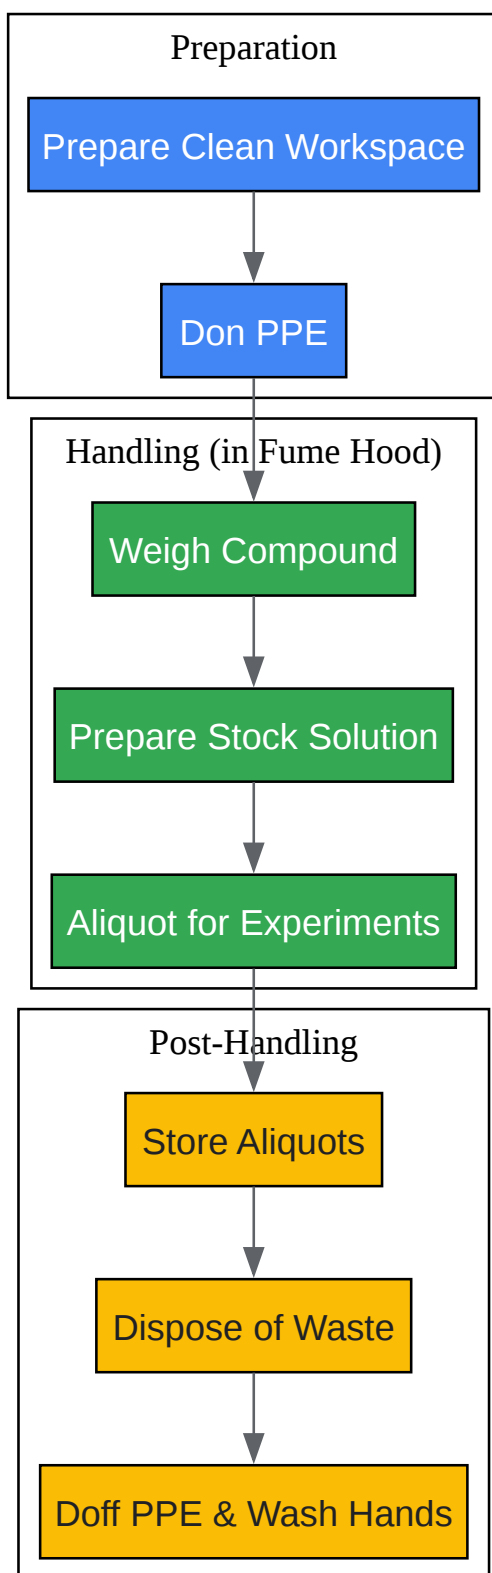 Preparation
Prepare Clean Workspace
Don PPE
Handling (in Fume Hood)
Weigh Compound
Prepare Stock Solution
Aliquot for Experiments
Post-Handling
Store Aliquots
Dispose of Waste
Doff PPE & Wash Hands